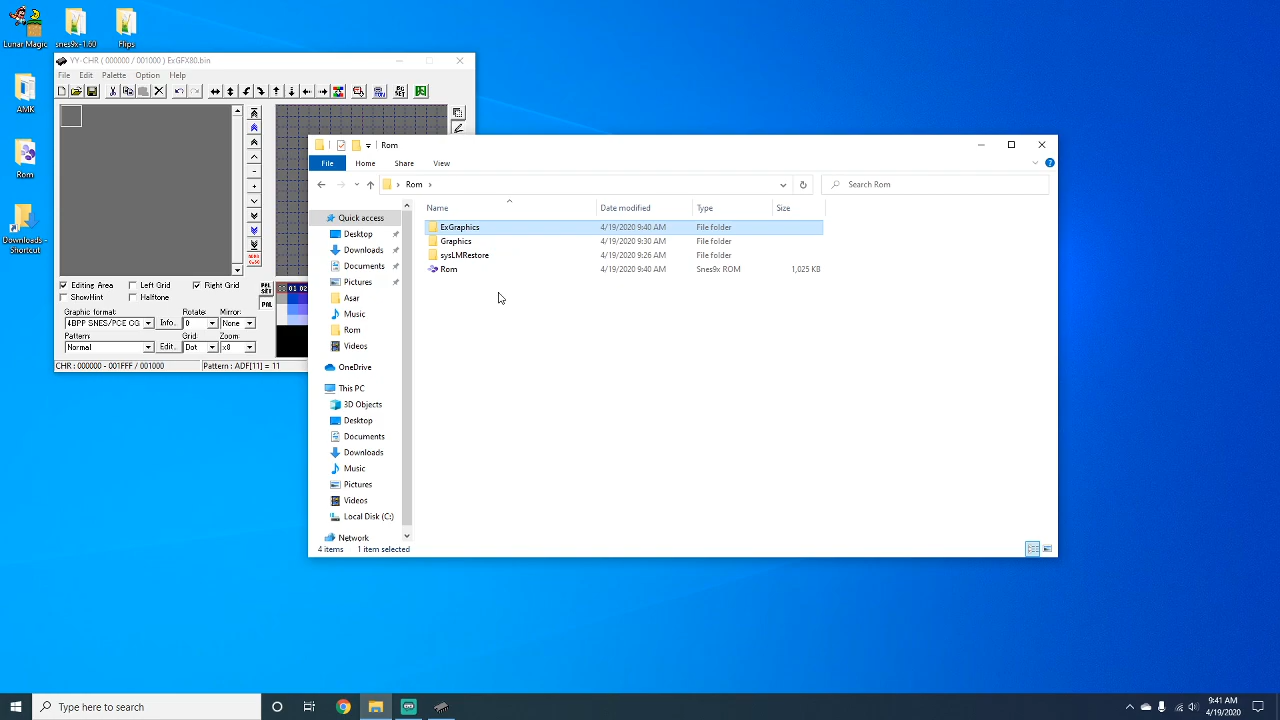 Lunar Magic
snes9x-1.60
Flips
AMK
Rom
Downloads - Shortcut
YY-CHR ( 000000 / 001000 ) ExGFX80.bin
File Edit Palette Option Help
Editing Area
Left Grid
Right Grid
ShowHint
Halftone
PAL SET
PAL
00 01 02
Graphic format:
Rotate:
Mirror:
4BPP SNES/PCE CG
Info..
0
None
Pattern:
Grid:
Zoom:
Normal
Edit..
Dot
x8
CHR : 000000 - 001FFF / 001000
Pattern : ADF[11] = 11
Rom
File Home Share View
Rom
Search Rom
Name Date modified Type Size
ExGraphics 4/19/2020 9:40 AM File folder
Graphics 4/19/2020 9:30 AM File folder
sysLMRestore 4/19/2020 9:26 AM File folder
Rom 4/19/2020 9:40 AM Snes9x ROM 1,025 KB
Quick access
Desktop
Downloads
Documents
Pictures
Asar
Music
Rom
Videos
OneDrive
This PC
3D Objects
Desktop
Documents
Downloads
Music
Pictures
Videos
Local Disk (C:)
Network
4 items 1 item selected
Type here to search
9:41 AM
4/19/2020